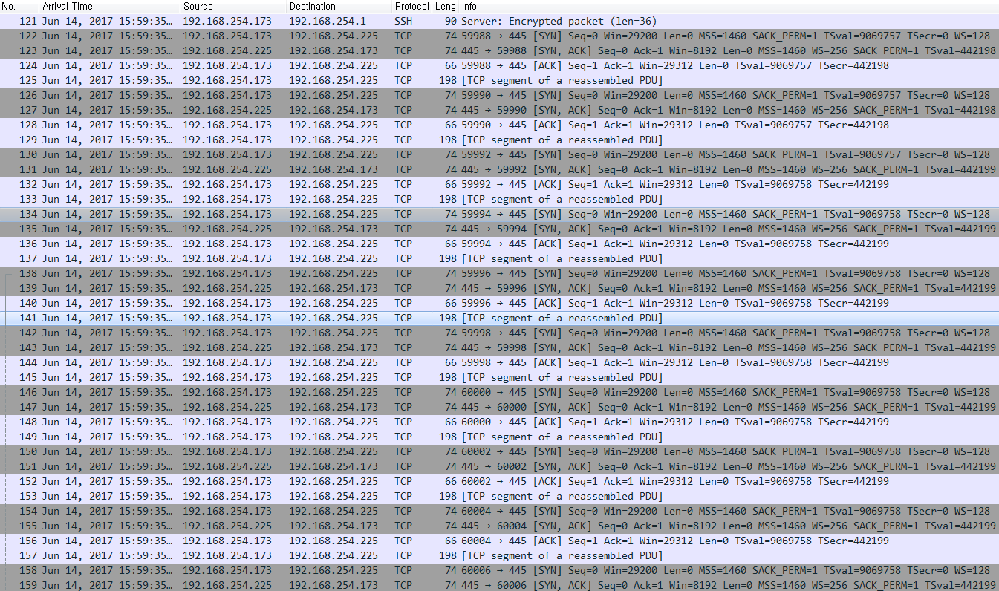 No. Arrival Time Source Destination Protocol Leng Info
121 Jun 14, 2017 15:59:35… 192.168.254.173 192.168.254.1 SSH 90 Server: Encrypted packet (len=36)
122 Jun 14, 2017 15:59:35… 192.168.254.173 192.168.254.225 TCP 74 59988 → 445 [SYN] Seq=0 Win=29200 Len=0 MSS=1460 SACK_PERM=1 TSval=9069757 TSecr=0 WS=128
123 Jun 14, 2017 15:59:35… 192.168.254.225 192.168.254.173 TCP 74 445 → 59988 [SYN, ACK] Seq=0 Ack=1 Win=8192 Len=0 MSS=1460 WS=256 SACK_PERM=1 TSval=442198
124 Jun 14, 2017 15:59:35… 192.168.254.173 192.168.254.225 TCP 66 59988 → 445 [ACK] Seq=1 Ack=1 Win=29312 Len=0 TSval=9069757 TSecr=442198
125 Jun 14, 2017 15:59:35… 192.168.254.173 192.168.254.225 TCP 198 [TCP segment of a reassembled PDU]
126 Jun 14, 2017 15:59:35… 192.168.254.173 192.168.254.225 TCP 74 59990 → 445 [SYN] Seq=0 Win=29200 Len=0 MSS=1460 SACK_PERM=1 TSval=9069757 TSecr=0 WS=128
127 Jun 14, 2017 15:59:35… 192.168.254.225 192.168.254.173 TCP 74 445 → 59990 [SYN, ACK] Seq=0 Ack=1 Win=8192 Len=0 MSS=1460 WS=256 SACK_PERM=1 TSval=442198
128 Jun 14, 2017 15:59:35… 192.168.254.173 192.168.254.225 TCP 66 59990 → 445 [ACK] Seq=1 Ack=1 Win=29312 Len=0 TSval=9069757 TSecr=442198
129 Jun 14, 2017 15:59:35… 192.168.254.173 192.168.254.225 TCP 198 [TCP segment of a reassembled PDU]
130 Jun 14, 2017 15:59:35… 192.168.254.173 192.168.254.225 TCP 74 59992 → 445 [SYN] Seq=0 Win=29200 Len=0 MSS=1460 SACK_PERM=1 TSval=9069757 TSecr=0 WS=128
131 Jun 14, 2017 15:59:35… 192.168.254.225 192.168.254.173 TCP 74 445 → 59992 [SYN, ACK] Seq=0 Ack=1 Win=8192 Len=0 MSS=1460 WS=256 SACK_PERM=1 TSval=442199
132 Jun 14, 2017 15:59:35… 192.168.254.173 192.168.254.225 TCP 66 59992 → 445 [ACK] Seq=1 Ack=1 Win=29312 Len=0 TSval=9069758 TSecr=442199
133 Jun 14, 2017 15:59:35… 192.168.254.173 192.168.254.225 TCP 198 [TCP segment of a reassembled PDU]
134 Jun 14, 2017 15:59:35… 192.168.254.173 192.168.254.225 TCP 74 59994 → 445 [SYN] Seq=0 Win=29200 Len=0 MSS=1460 SACK_PERM=1 TSval=9069758 TSecr=0 WS=128
135 Jun 14, 2017 15:59:35… 192.168.254.225 192.168.254.173 TCP 74 445 → 59994 [SYN, ACK] Seq=0 Ack=1 Win=8192 Len=0 MSS=1460 WS=256 SACK_PERM=1 TSval=442199
136 Jun 14, 2017 15:59:35… 192.168.254.173 192.168.254.225 TCP 66 59994 → 445 [ACK] Seq=1 Ack=1 Win=29312 Len=0 TSval=9069758 TSecr=442199
137 Jun 14, 2017 15:59:35… 192.168.254.173 192.168.254.225 TCP 198 [TCP segment of a reassembled PDU]
138 Jun 14, 2017 15:59:35… 192.168.254.173 192.168.254.225 TCP 74 59996 → 445 [SYN] Seq=0 Win=29200 Len=0 MSS=1460 SACK_PERM=1 TSval=9069758 TSecr=0 WS=128
139 Jun 14, 2017 15:59:35… 192.168.254.225 192.168.254.173 TCP 74 445 → 59996 [SYN, ACK] Seq=0 Ack=1 Win=8192 Len=0 MSS=1460 WS=256 SACK_PERM=1 TSval=442199
140 Jun 14, 2017 15:59:35… 192.168.254.173 192.168.254.225 TCP 66 59996 → 445 [ACK] Seq=1 Ack=1 Win=29312 Len=0 TSval=9069758 TSecr=442199
141 Jun 14, 2017 15:59:35… 192.168.254.173 192.168.254.225 TCP 198 [TCP segment of a reassembled PDU]
142 Jun 14, 2017 15:59:35… 192.168.254.173 192.168.254.225 TCP 74 59998 → 445 [SYN] Seq=0 Win=29200 Len=0 MSS=1460 SACK_PERM=1 TSval=9069758 TSecr=0 WS=128
143 Jun 14, 2017 15:59:35… 192.168.254.225 192.168.254.173 TCP 74 445 → 59998 [SYN, ACK] Seq=0 Ack=1 Win=8192 Len=0 MSS=1460 WS=256 SACK_PERM=1 TSval=442199
144 Jun 14, 2017 15:59:35… 192.168.254.173 192.168.254.225 TCP 66 59998 → 445 [ACK] Seq=1 Ack=1 Win=29312 Len=0 TSval=9069758 TSecr=442199
145 Jun 14, 2017 15:59:35… 192.168.254.173 192.168.254.225 TCP 198 [TCP segment of a reassembled PDU]
146 Jun 14, 2017 15:59:35… 192.168.254.173 192.168.254.225 TCP 74 60000 → 445 [SYN] Seq=0 Win=29200 Len=0 MSS=1460 SACK_PERM=1 TSval=9069758 TSecr=0 WS=128
147 Jun 14, 2017 15:59:35… 192.168.254.225 192.168.254.173 TCP 74 445 → 60000 [SYN, ACK] Seq=0 Ack=1 Win=8192 Len=0 MSS=1460 WS=256 SACK_PERM=1 TSval=442199
148 Jun 14, 2017 15:59:35… 192.168.254.173 192.168.254.225 TCP 66 60000 → 445 [ACK] Seq=1 Ack=1 Win=29312 Len=0 TSval=9069758 TSecr=442199
149 Jun 14, 2017 15:59:35… 192.168.254.173 192.168.254.225 TCP 198 [TCP segment of a reassembled PDU]
150 Jun 14, 2017 15:59:35… 192.168.254.173 192.168.254.225 TCP 74 60002 → 445 [SYN] Seq=0 Win=29200 Len=0 MSS=1460 SACK_PERM=1 TSval=9069758 TSecr=0 WS=128
151 Jun 14, 2017 15:59:35… 192.168.254.225 192.168.254.173 TCP 74 445 → 60002 [SYN, ACK] Seq=0 Ack=1 Win=8192 Len=0 MSS=1460 WS=256 SACK_PERM=1 TSval=442199
152 Jun 14, 2017 15:59:35… 192.168.254.173 192.168.254.225 TCP 66 60002 → 445 [ACK] Seq=1 Ack=1 Win=29312 Len=0 TSval=9069758 TSecr=442199
153 Jun 14, 2017 15:59:35… 192.168.254.173 192.168.254.225 TCP 198 [TCP segment of a reassembled PDU]
154 Jun 14, 2017 15:59:35… 192.168.254.173 192.168.254.225 TCP 74 60004 → 445 [SYN] Seq=0 Win=29200 Len=0 MSS=1460 SACK_PERM=1 TSval=9069758 TSecr=0 WS=128
155 Jun 14, 2017 15:59:35… 192.168.254.225 192.168.254.173 TCP 74 445 → 60004 [SYN, ACK] Seq=0 Ack=1 Win=8192 Len=0 MSS=1460 WS=256 SACK_PERM=1 TSval=442199
156 Jun 14, 2017 15:59:35… 192.168.254.173 192.168.254.225 TCP 66 60004 → 445 [ACK] Seq=1 Ack=1 Win=29312 Len=0 TSval=9069758 TSecr=442199
157 Jun 14, 2017 15:59:35… 192.168.254.173 192.168.254.225 TCP 198 [TCP segment of a reassembled PDU]
158 Jun 14, 2017 15:59:35… 192.168.254.173 192.168.254.225 TCP 74 60006 → 445 [SYN] Seq=0 Win=29200 Len=0 MSS=1460 SACK_PERM=1 TSval=9069758 TSecr=0 WS=128
159 Jun 14, 2017 15:59:35… 192.168.254.225 192.168.254.173 TCP 74 445 → 60006 [SYN, ACK] Seq=0 Ack=1 Win=8192 Len=0 MSS=1460 WS=256 SACK_PERM=1 TSval=442199